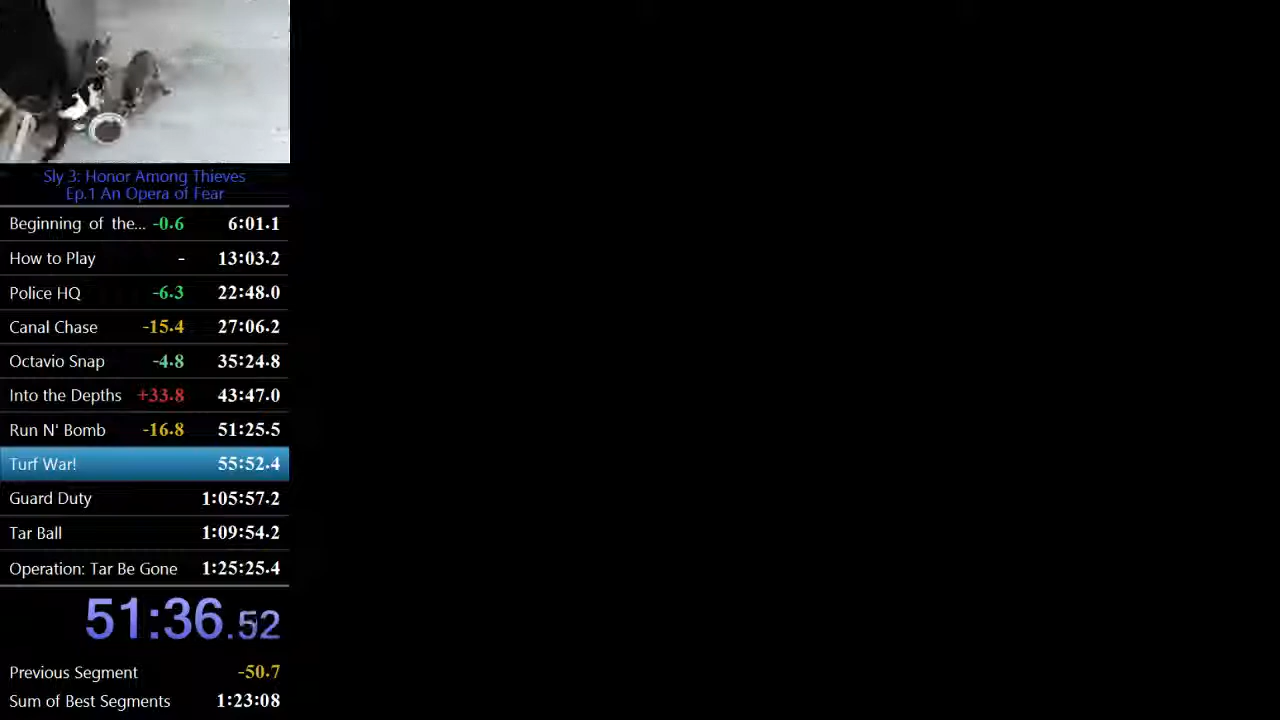 Sly 3: Honor Among Thieves
Ep.1 An Opera of Fear
Beginning of the... -0.6 6:01.1
How to Play - 13:03.2
Police HQ -6.3 22:48.0
Canal Chase -15.4 27:06.2
Octavio Snap -4.8 35:24.8
Into the Depths +33.8 43:47.0
Run N' Bomb -16.8 51:25.5
Turf War! 55:52.4
Guard Duty 1:05:57.2
Tar Ball 1:09:54.2
Operation: Tar Be Gone 1:25:25.4
51:36.52
Previous Segment -50.7
Sum of Best Segments 1:23:08